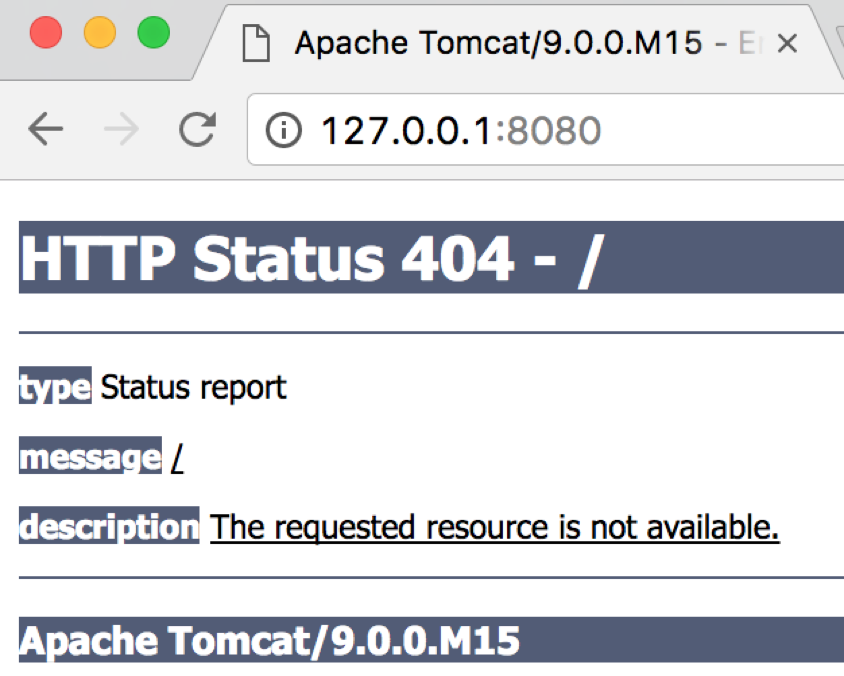 Apache Tomcat/9.0.0.M15 - E
127.0.0.1:8080
HTTP Status 404 - /
type Status report
message /
description The requested resource is not available.
Apache Tomcat/9.0.0.M15